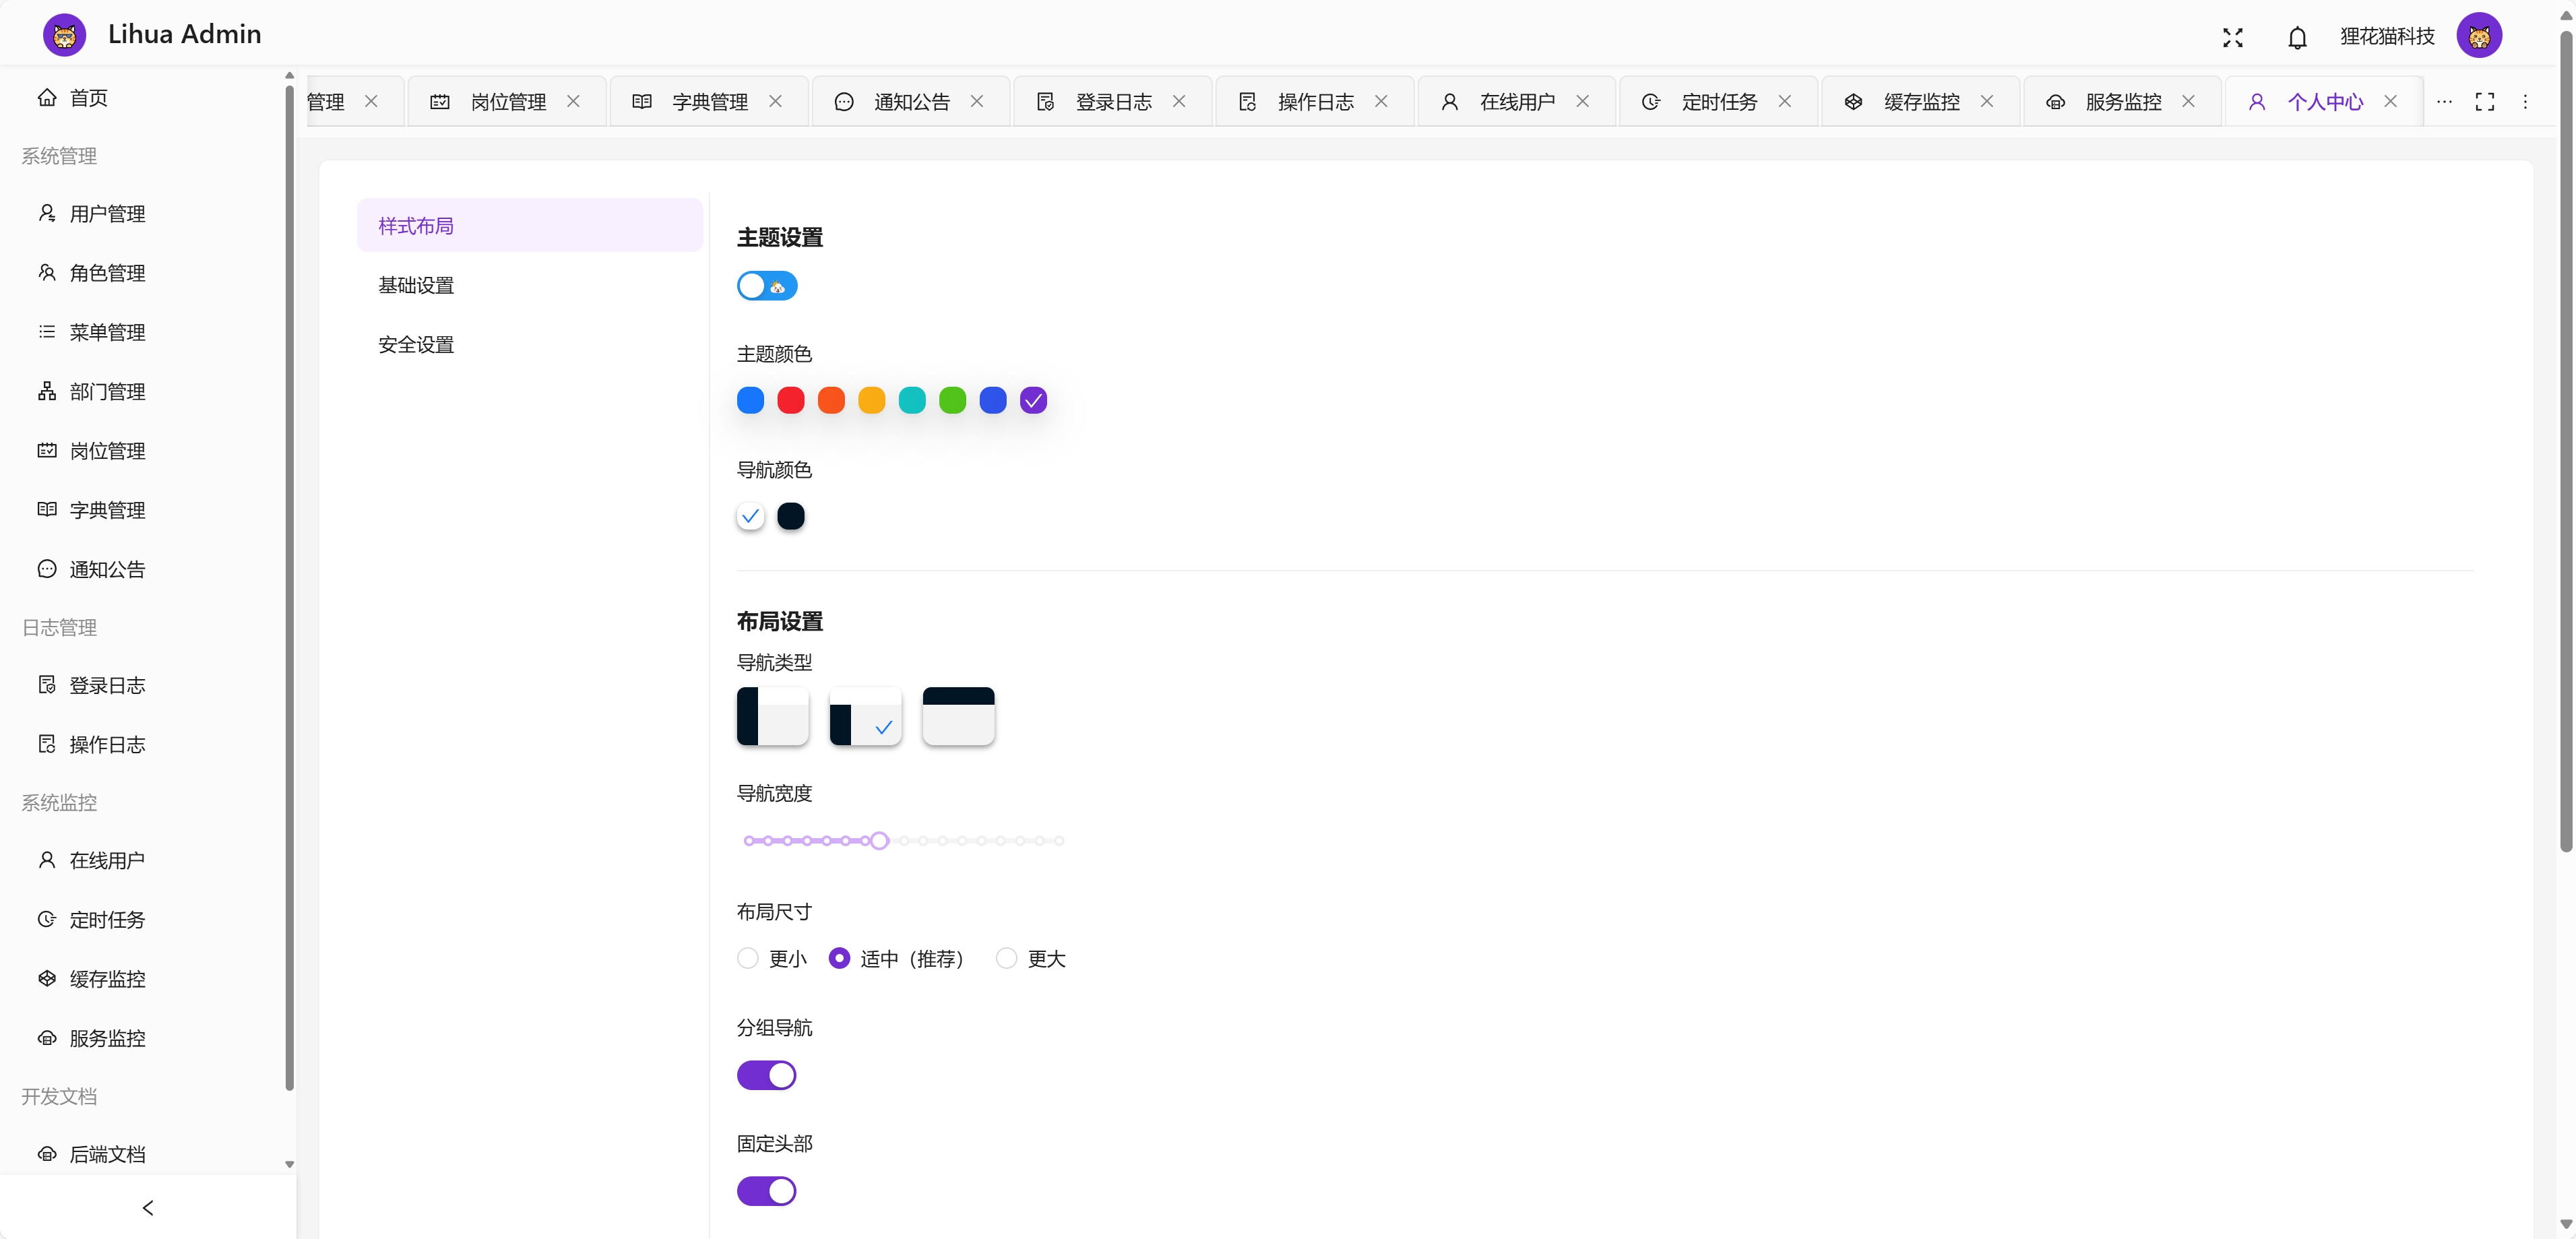 Lihua Admin
狸花猫科技
首页
系统管理
用户管理
角色管理
菜单管理
部门管理
岗位管理
字典管理
通知公告
日志管理
登录日志
操作日志
系统监控
在线用户
定时任务
缓存监控
服务监控
开发文档
后端文档
管理
岗位管理
字典管理
通知公告
登录日志
操作日志
在线用户
定时任务
缓存监控
服务监控
个人中心
样式布局
基础设置
安全设置
主题设置
主题颜色
导航颜色
布局设置
导航类型
导航宽度
布局尺寸
更小 适中（推荐） 更大
分组导航
固定头部